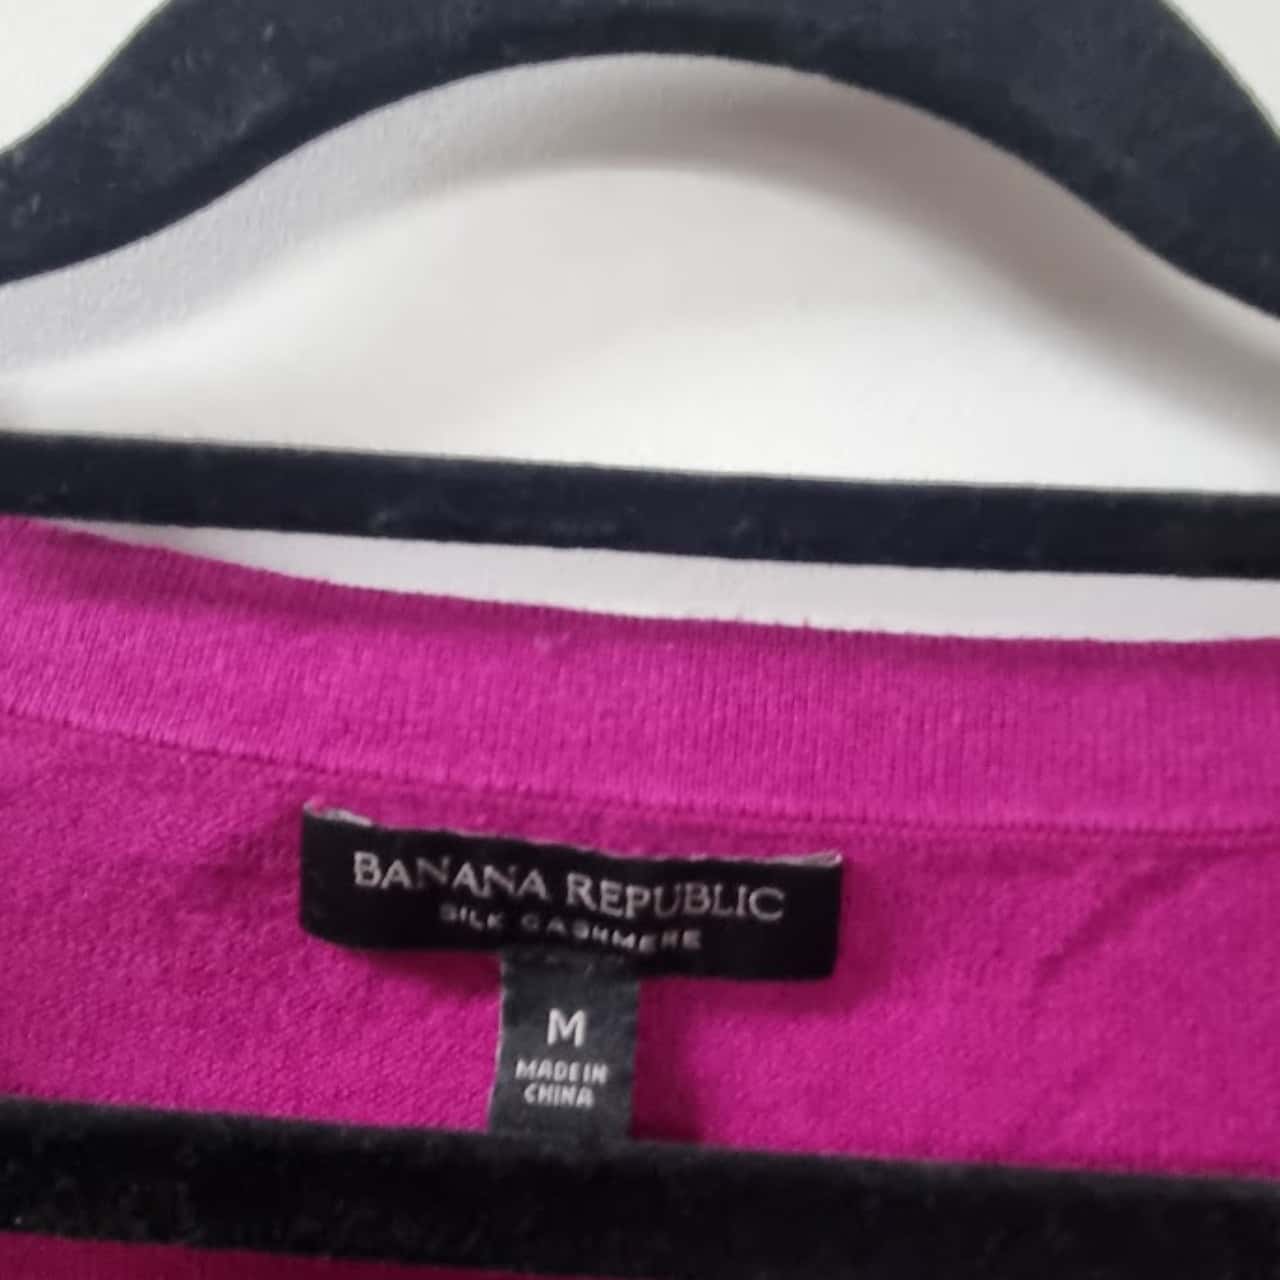 BANANA REPUBLIC
SILK CASHMERE
M
MADE IN
CHINA